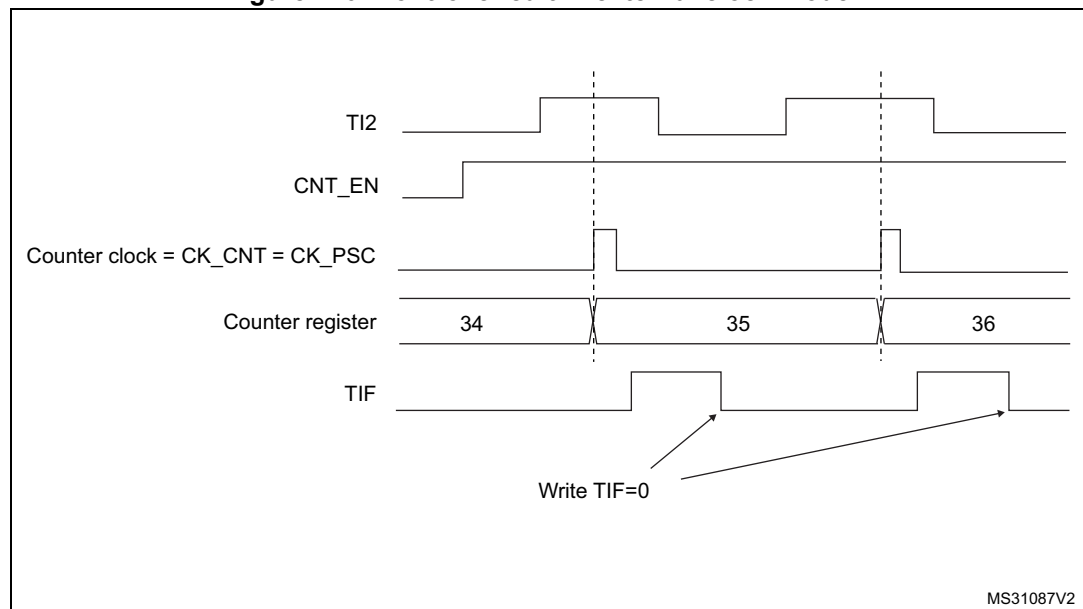 TI2
CNT_EN
Counter clock = CK_CNT = CK_PSC
Counter register 34 35 36
TIF
Write TIF=0
MS31087V2